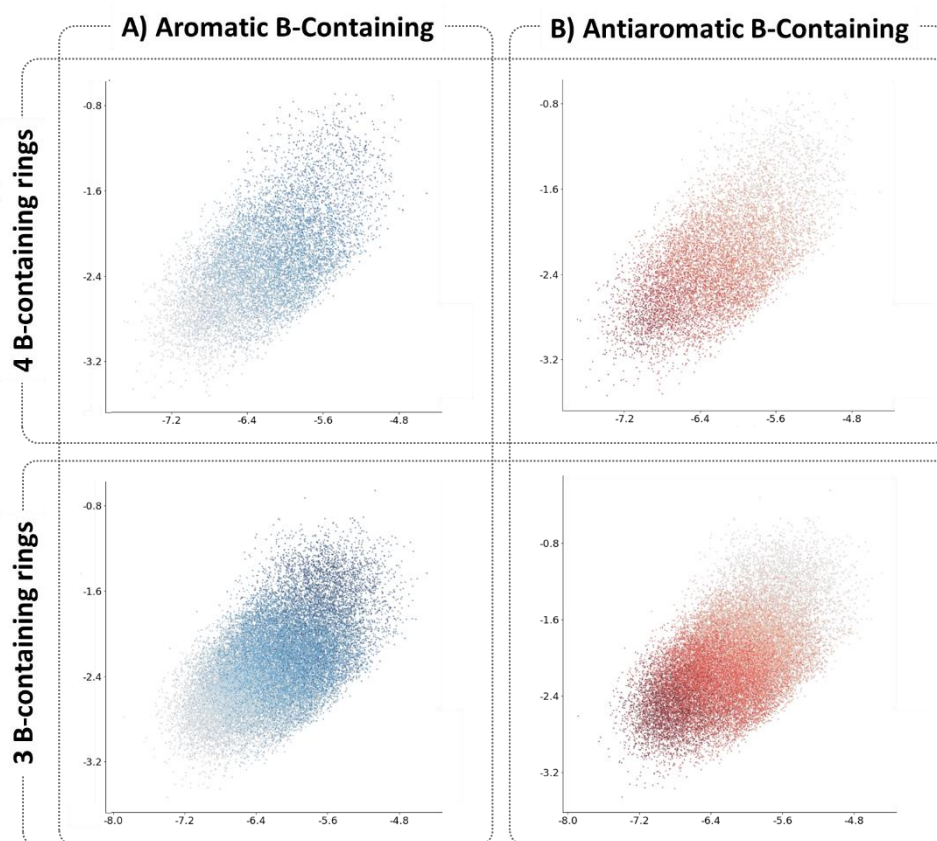 A) Aromatic B-Containing
B) Antiaromatic B-Containing
4 B-containing rings
-0.8
-1.6
-2.4
-3.2
-7.2 -6.4 -5.6 -4.8
-0.8
-1.6
-2.4
-3.2
-7.2 -6.4 -5.6 -4.8
3 B-containing rings
-0.8
-1.6
-2.4
-3.2
-8.0 -7.2 -6.4 -5.6 -4.8
-0.8
-1.6
-2.4
-3.2
-8.0 -7.2 -6.4 -5.6 -4.8